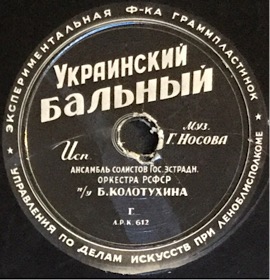 ★ ЭКСПЕРИМЕНТАЛЬНАЯ Ф-КА ГРАММПЛАСТИНОК ★
УКРАИНСКИЙ
БАЛЬНЫЙ
МУЗ.
Г. НОСОВА
Исп.
АНСАМБЛЬ СОЛИСТОВ ГОС. ЭСТРАДН.
ОРКЕСТРА РСФСР
п/у Б. КОЛОТУХИНА
Г
А.Р.К. 612
УПРАВЛЕНИЯ ПО ДЕЛАМ ИСКУССТВ ПРИ ЛЕНОБЛИСПОЛКОМЕ